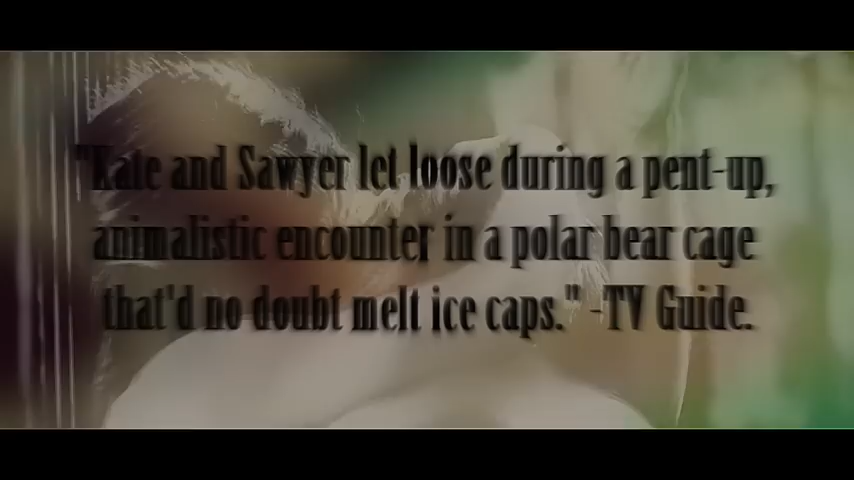 "Kate and Sawyer let loose during a pent-up,
animalistic encounter in a polar bear cage
that'd no doubt melt ice caps." -TV Guide.